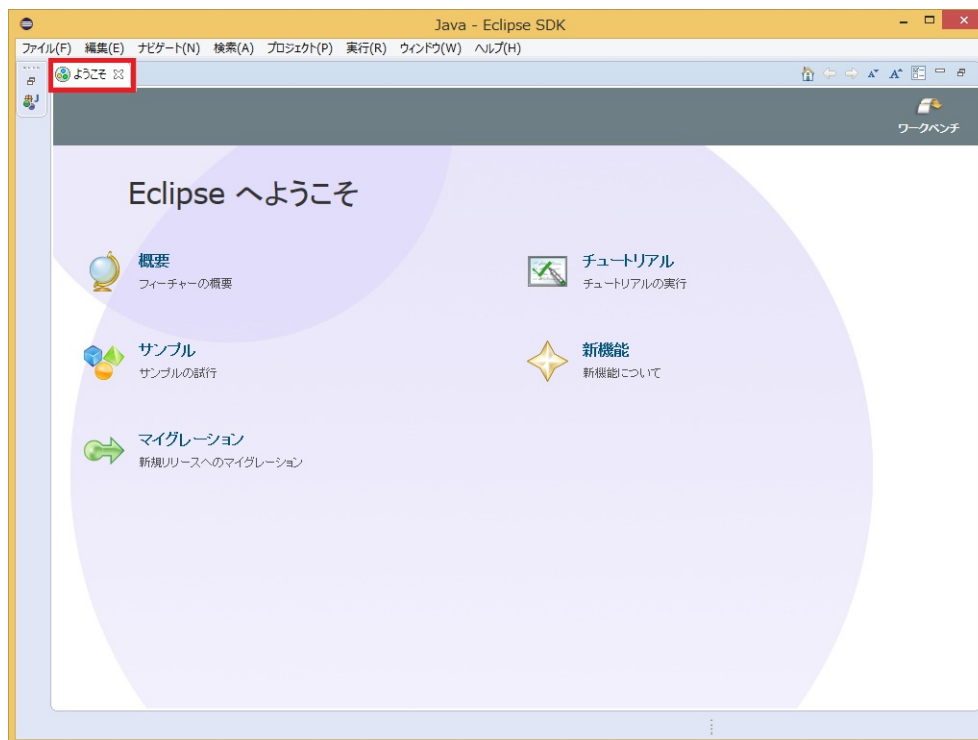 Java - Eclipse SDK
ファイル(F) 編集(E) ナビゲート(N) 検索(A) プロジェクト(P) 実行(R) ウィンドウ(W) ヘルプ(H)
ようこそ
ワークベンチ
Eclipse へようこそ
概要
フィーチャーの概要
チュートリアル
チュートリアルの実行
サンプル
サンプルの試行
新機能
新機能について
マイグレーション
新規リリースへのマイグレーション